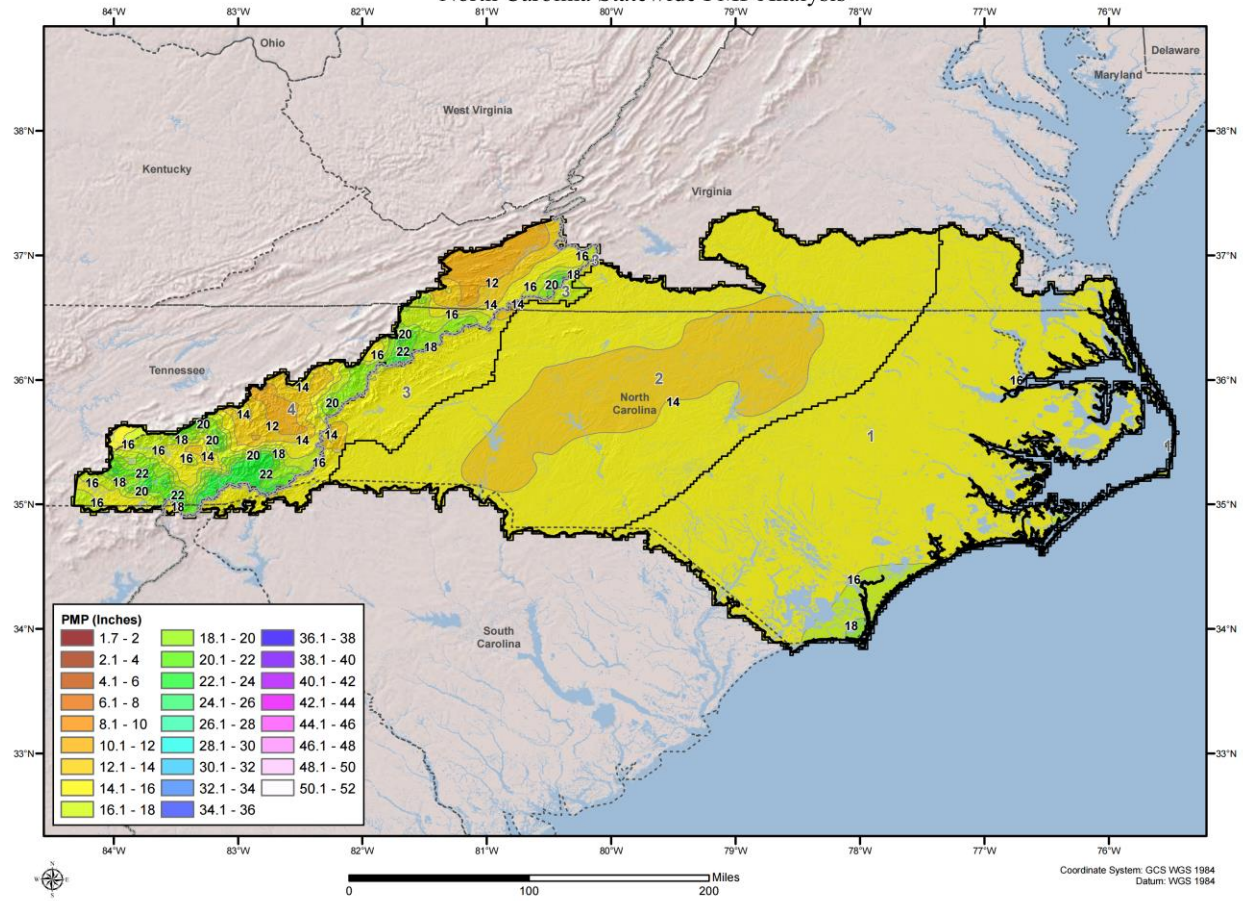 North Carolina Statewide PMP Analysis
84°W 83°W 82°W 81°W 80°W 79°W 78°W 77°W 76°W
Ohio
Delaware
Maryland
West Virginia
38°N 38°N
Kentucky
Virginia
37°N 37°N
16
3
18
12 16 20 3
14 14
16
20
16 22 18
Tennessee
36°N 36°N
14
20
3
2
North
Carolina
14
16
4
14
12
20
18
20
14
14
16
16
16
14
20
18
22
16
18
22
20
22
16
18
1
35°N 35°N
16
18
34°N 34°N
South
Carolina
33°N 33°N
PMP (Inches)
1.7 - 2
2.1 - 4
4.1 - 6
6.1 - 8
8.1 - 10
10.1 - 12
12.1 - 14
14.1 - 16
16.1 - 18
18.1 - 20
20.1 - 22
22.1 - 24
24.1 - 26
26.1 - 28
28.1 - 30
30.1 - 32
32.1 - 34
34.1 - 36
36.1 - 38
38.1 - 40
40.1 - 42
42.1 - 44
44.1 - 46
46.1 - 48
48.1 - 50
50.1 - 52
84°W 83°W 82°W 81°W 80°W 79°W 78°W 77°W 76°W
N
W E
S
Miles
0 100 200
Coordinate System: GCS WGS 1984
Datum: WGS 1984